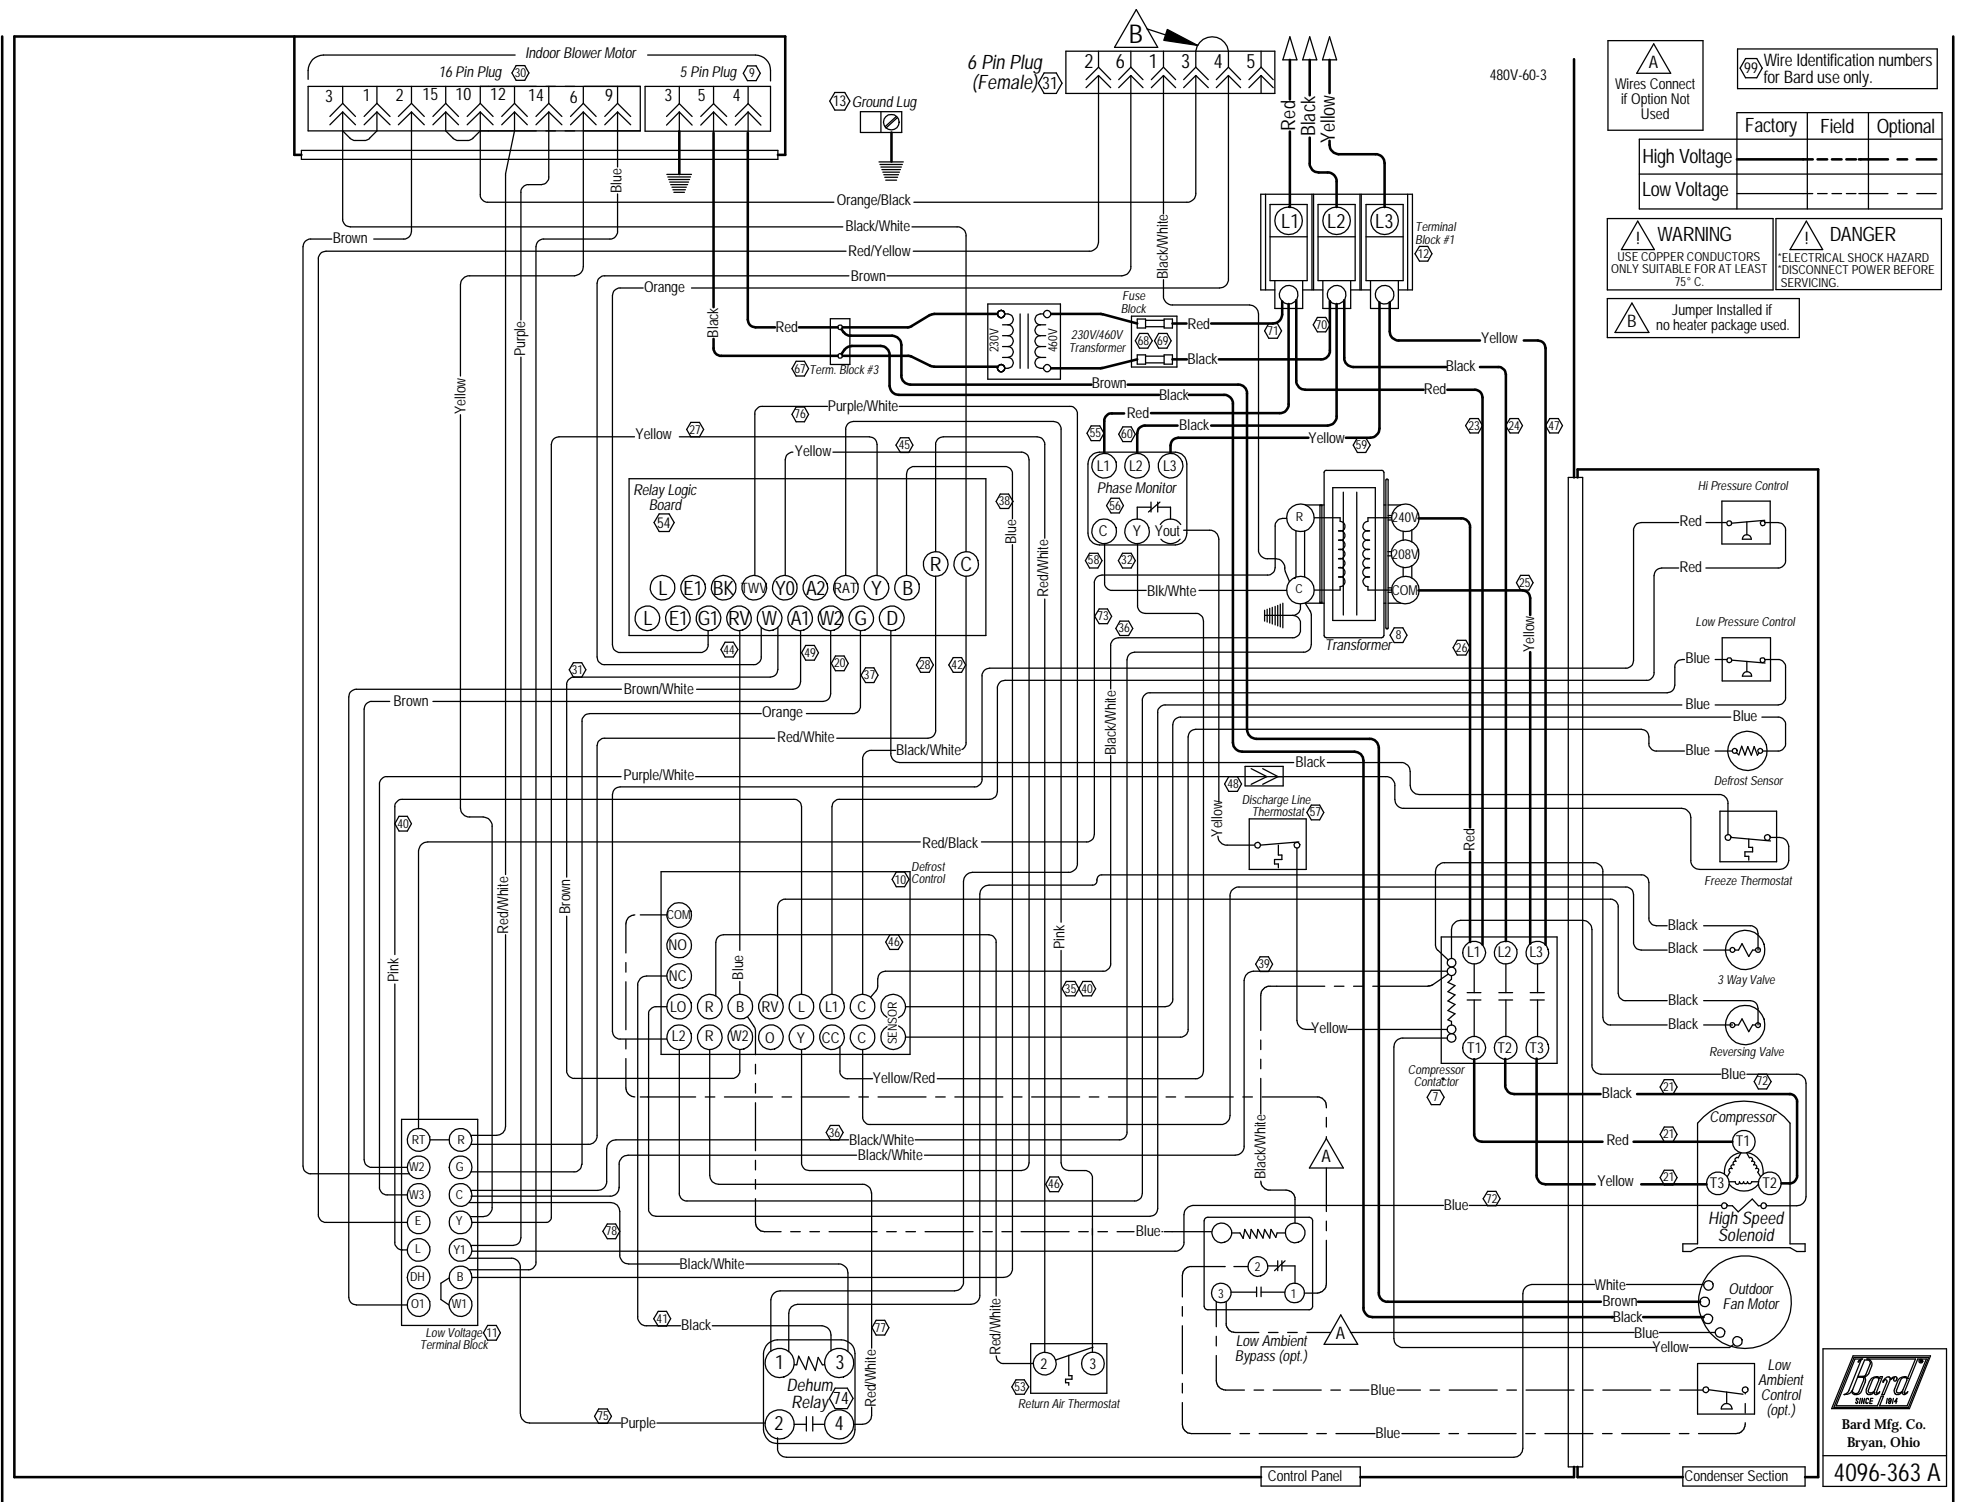 Indoor Blower Motor
16 Pin Plug 30
5 Pin Plug 9
3 1 2 15 10 12 14 6 9
3 5 4
13 Ground Lug
6 Pin Plug
(Female) 31
B
2 6 1 3 4 5
Red
Black
Yellow
480V-60-3
A
Wires Connect
if Option Not
Used
99 Wire Identification numbers
for Bard use only.
Factory Field Optional
High Voltage
Low Voltage
! WARNING
USE COPPER CONDUCTORS
ONLY SUITABLE FOR AT LEAST
75° C.
! DANGER
*ELECTRICAL SHOCK HAZARD
*DISCONNECT POWER BEFORE
SERVICING.
B
Jumper Installed if
no heater package used.
L1 L2 L3
Terminal
Block #1
12
Blue
Orange/Black
Black/White
Brown
Red/Yellow
Brown
Orange
Black/White
Purple
Black
Yellow
Red
67 Term. Block #3
230V
460V
230V/460V
Transformer
Fuse
Block
68 69
Red
Black
71
70
Yellow
Black
Red
Brown
Black
Red
Black
Yellow
55
60
59
23
24
47
Purple/White
76
Yellow 27
Yellow
45
Relay Logic
Board
54
38
Blue
Red/White
R C
L E1 BK TWV Y0 A2 RAT Y B
L E1 G1 RV W A1 W2 G D
L1 L2 L3
Phase Monitor
56
C Y Yout
58
32
Blk/Whte
73
36
R
C
240V
208V
COM
Transformer 8
25
26
Yellow
Hi Pressure Control
Red
Red
Low Pressure Control
Blue
Blue
Blue
Blue
Defrost Sensor
44
49
20
37
28
42
31
Brown/White
Brown
Orange
Red/White
Black/White
Black/White
Purple/White
Black
48
Discharge Line
Thermostat 57
Yellow
Red
Freeze Thermostat
40
Red/Black
Red/White
Brown
Pink
10 Defrost
Control
COM
NO
NC
LO R B RV L L1 C SENSOR
L2 R W2 O Y CC C
Blue
46
Pink
35 40
39
Yellow
Yellow/Red
L1 L2 L3
T1 T2 T3
Compressor
Contactor
7
Black
Black
3 Way Valve
Black
Black
Reversing Valve
Blue 72
Black 21
Red 21
Yellow 21
Compressor
T1
T3 T2
High Speed
Solenoid
Blue 72
RT R
W2 G
W3 C
E Y
L Y1
DH B
O1 W1
Low Voltage 11
Terminal Block
36 Black/White
Black/White
46
78
Black/White
41 Black
77
Red/White
Red/White
1 3
Dehum
Relay 74
2 4
75 Purple
53
2 3
Return Air Thermostat
Black/White
A
Blue
2
3 1
Low Ambient
Bypass (opt.)
A
White
Brown
Black
Blue
Yellow
Outdoor
Fan Motor
Blue
Blue
Low
Ambient
Control
(opt.)
Control Panel
Condenser Section
Bard
SINCE 1914
Bard Mfg. Co.
Bryan, Ohio
4096-363 A